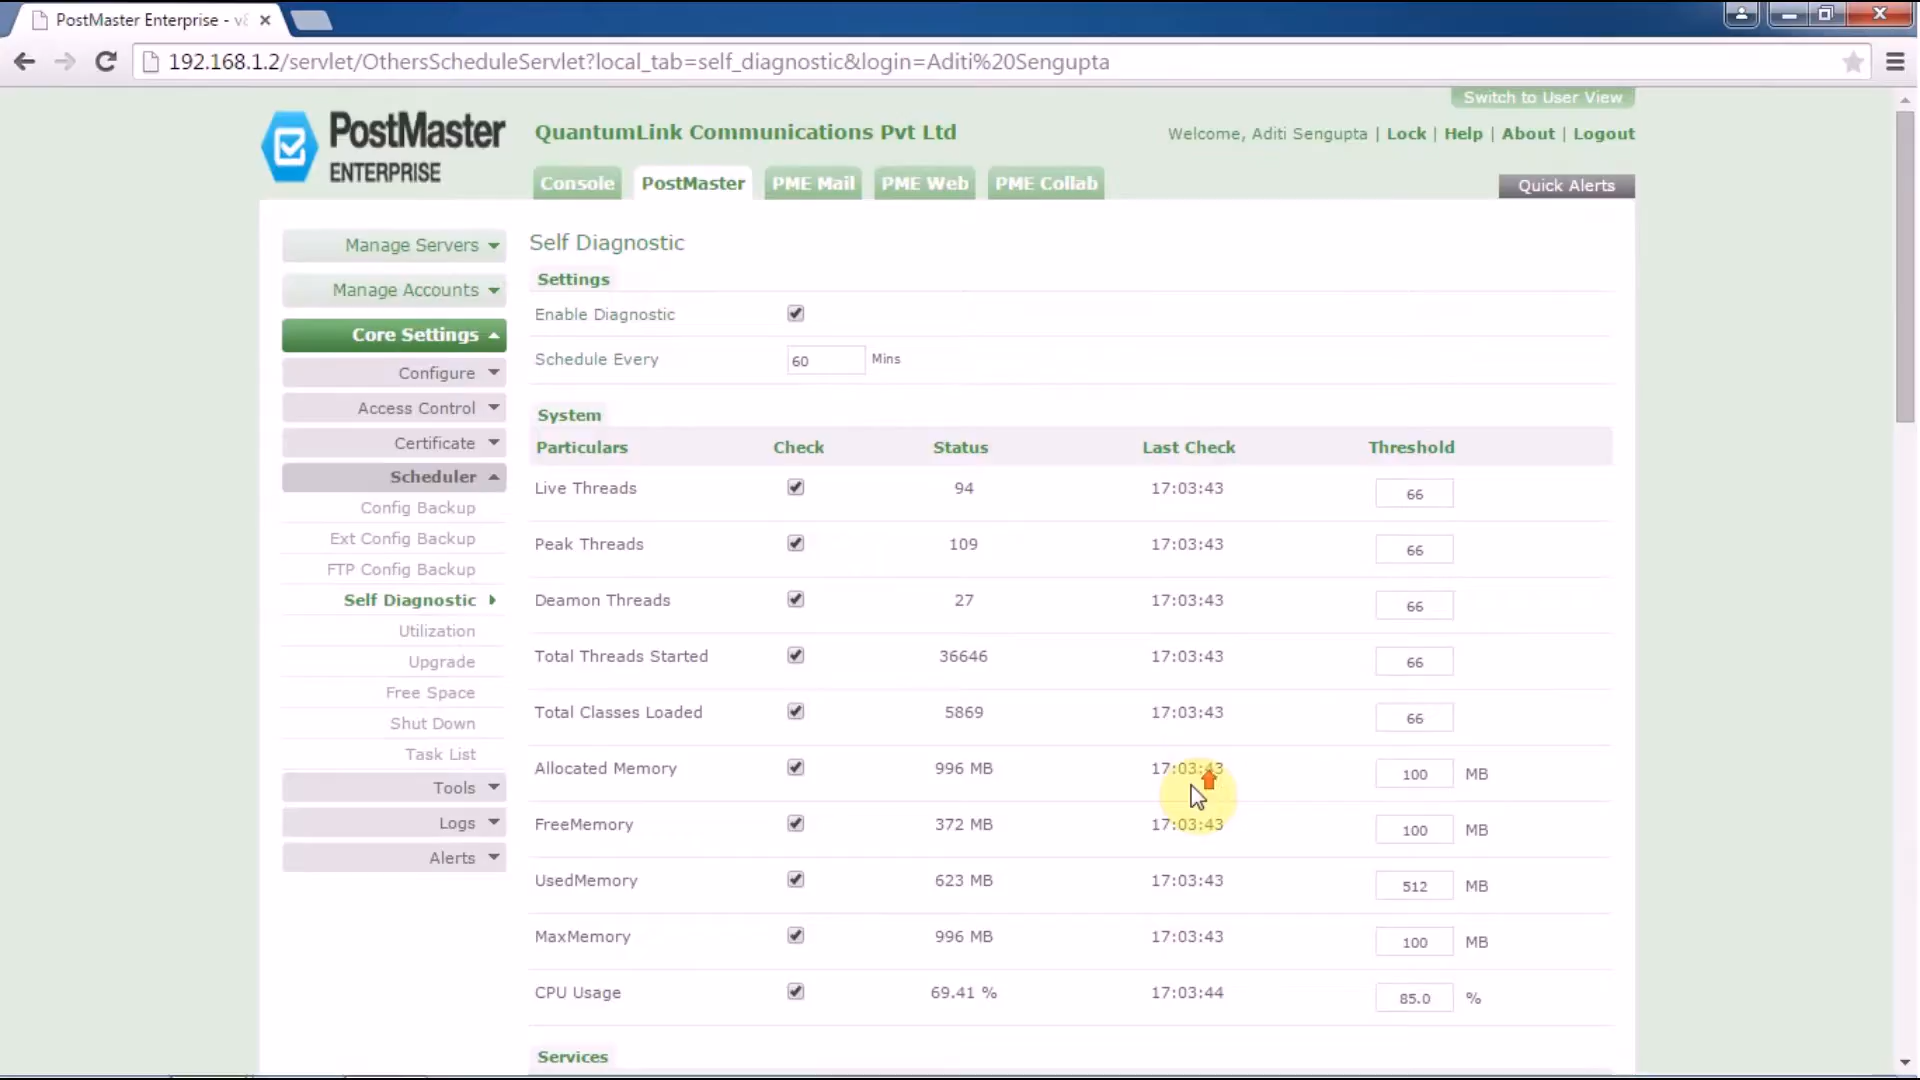 PostMaster Enterprise - v
192.168.1.2/servlet/OthersScheduleServlet?local_tab=self_diagnostic&login=Aditi%20Sengupta
Switch to User View
PostMaster
ENTERPRISE
QuantumLink Communications Pvt Ltd
Welcome, Aditi Sengupta | Lock | Help | About | Logout
Console PostMaster PME Mail PME Web PME Collab
Quick Alerts
Manage Servers
Manage Accounts
Core Settings
Configure
Access Control
Certificate
Scheduler
Config Backup
Ext Config Backup
FTP Config Backup
Self Diagnostic
Utilization
Upgrade
Free Space
Shut Down
Task List
Tools
Logs
Alerts
Self Diagnostic
Settings
Enable Diagnostic
Schedule Every 60 Mins
System
Particulars Check Status Last Check Threshold
Live Threads 94 17:03:43 66
Peak Threads 109 17:03:43 66
Deamon Threads 27 17:03:43 66
Total Threads Started 36646 17:03:43 66
Total Classes Loaded 5869 17:03:43 66
Allocated Memory 996 MB 17:03:43 100 MB
FreeMemory 372 MB 17:03:43 100 MB
UsedMemory 623 MB 17:03:43 512 MB
MaxMemory 996 MB 17:03:43 100 MB
CPU Usage 69.41 % 17:03:44 85.0 %
Services